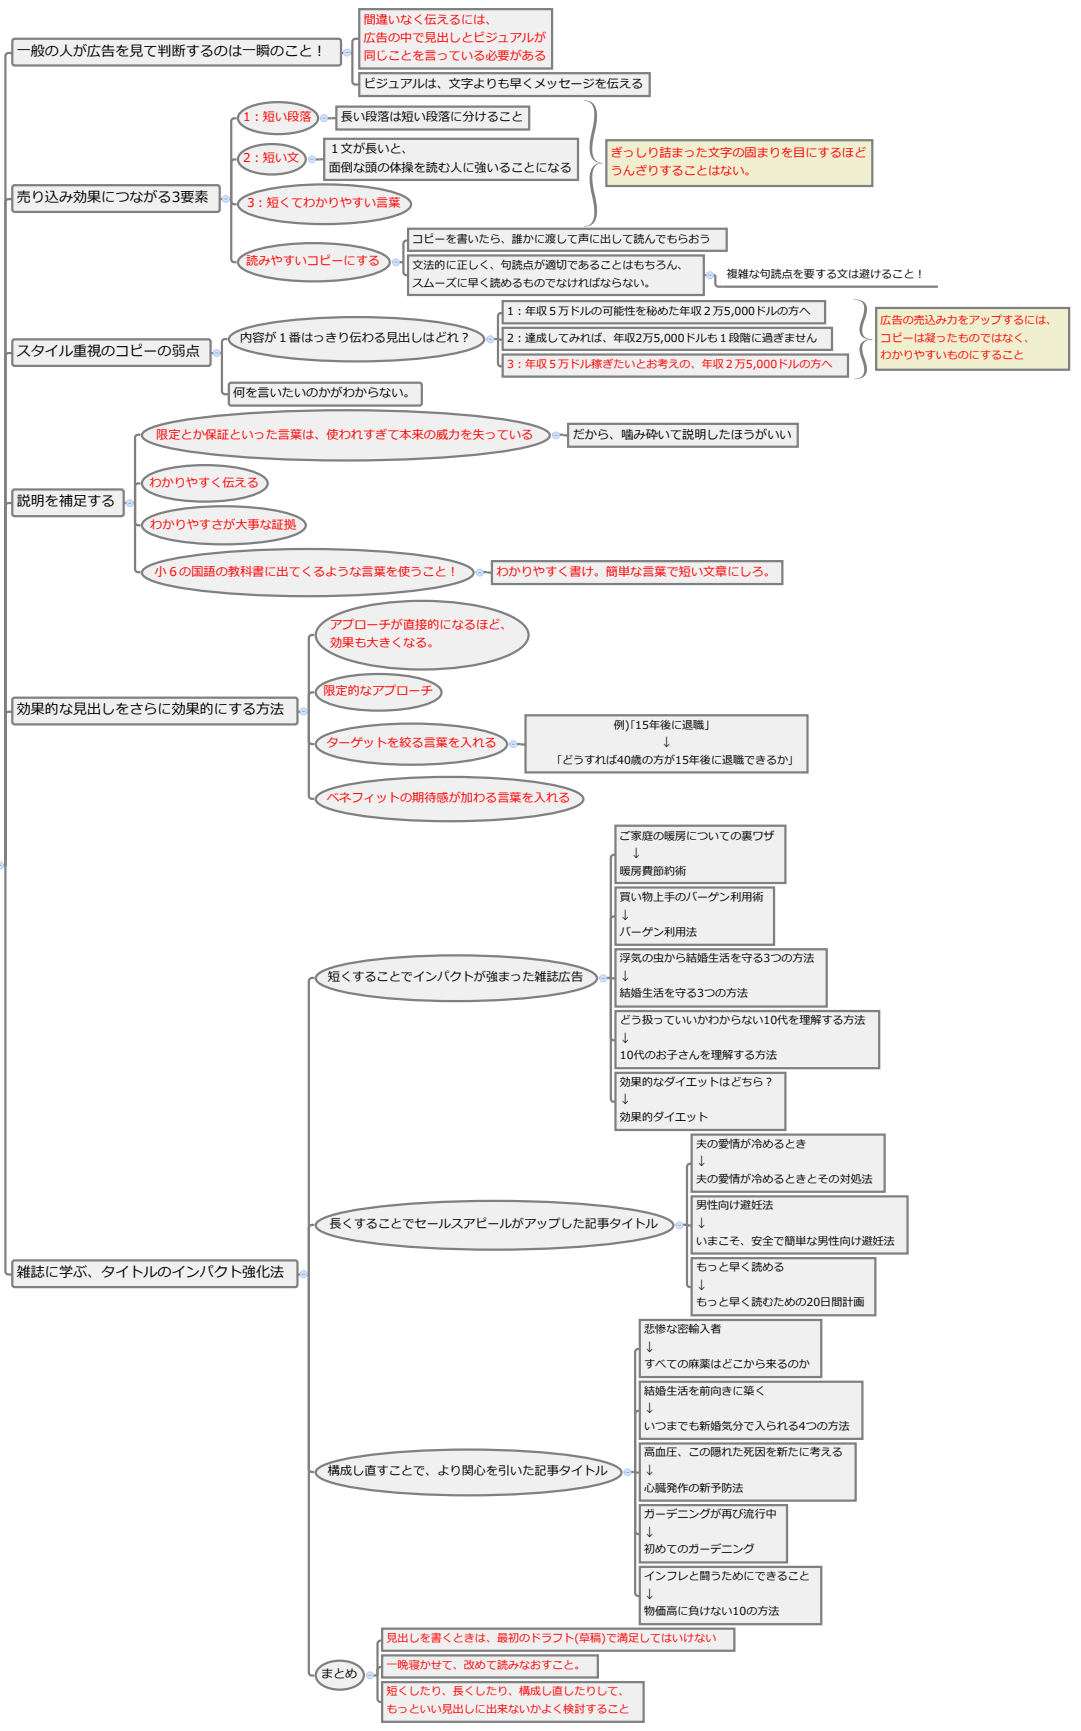 一般の人が広告を見て判断するのは一瞬のこと！
間違いなく伝えるには、
広告の中で見出しとビジュアルが
同じことを言っている必要がある
ビジュアルは、文字よりも早くメッセージを伝える
売り込み効果につながる3要素
1：短い段落
長い段落は短い段落に分けること
2：短い文
１文が長いと、
面倒な頭の体操を読む人に強いることになる
3：短くてわかりやすい言葉
ぎっしり詰まった文字の固まりを目にするほど
うんざりすることはない。
読みやすいコピーにする
コピーを書いたら、誰かに渡して声に出して読んでもらおう
文法的に正しく、句読点が適切であることはもちろん、
スムーズに早く読めるものでなければならない。
複雑な句読点を要する文は避けること！
スタイル重視のコピーの弱点
内容が１番はっきり伝わる見出しはどれ？
1：年収５万ドルの可能性を秘めた年収２万5,000ドルの方へ
2：達成してみれば、年収2万5,000ドルも１段階に過ぎません
3：年収５万ドル稼ぎたいとお考えの、年収２万5,000ドルの方へ
広告の売込み力をアップするには、
コピーは凝ったものではなく、
わかりやすいものにすること
何を言いたいのかがわからない。
説明を補足する
限定とか保証といった言葉は、使われすぎて本来の威力を失っている
だから、噛み砕いて説明したほうがいい
わかりやすく伝える
わかりやすさが大事な証拠
小６の国語の教科書に出てくるような言葉を使うこと！
わかりやすく書け。簡単な言葉で短い文章にしろ。
効果的な見出しをさらに効果的にする方法
アプローチが直接的になるほど、
効果も大きくなる。
限定的なアプローチ
ターゲットを絞る言葉を入れる
例)「15年後に退職」
↓
「どうすれば40歳の方が15年後に退職できるか」
ベネフィットの期待感が加わる言葉を入れる
雑誌に学ぶ、タイトルのインパクト強化法
短くすることでインパクトが強まった雑誌広告
ご家庭の暖房についての裏ワザ
↓
暖房費節約術
買い物上手のバーゲン利用術
↓
バーゲン利用法
浮気の虫から結婚生活を守る3つの方法
↓
結婚生活を守る3つの方法
どう扱っていいかわからない10代を理解する方法
↓
10代のお子さんを理解する方法
効果的なダイエットはどちら？
↓
効果的ダイエット
長くすることでセールスアピールがアップした記事タイトル
夫の愛情が冷めるとき
↓
夫の愛情が冷めるときとその対処法
男性向け避妊法
↓
いまこそ、安全で簡単な男性向け避妊法
もっと早く読める
↓
もっと早く読むための20日間計画
構成し直すことで、より関心を引いた記事タイトル
悲惨な密輸入者
↓
すべての麻薬はどこから来るのか
結婚生活を前向きに築く
↓
いつまでも新婚気分で入られる4つの方法
高血圧、この隠れた死因を新たに考える
↓
心臓発作の新予防法
ガーデニングが再び流行中
↓
初めてのガーデニング
インフレと闘うためにできること
↓
物価高に負けない10の方法
まとめ
見出しを書くときは、最初のドラフト(草稿)で満足してはいけない
一晩寝かせて、改めて読みなおすこと。
短くしたり、長くしたり、構成し直したりして、
もっといい見出しに出来ないかよく検討すること